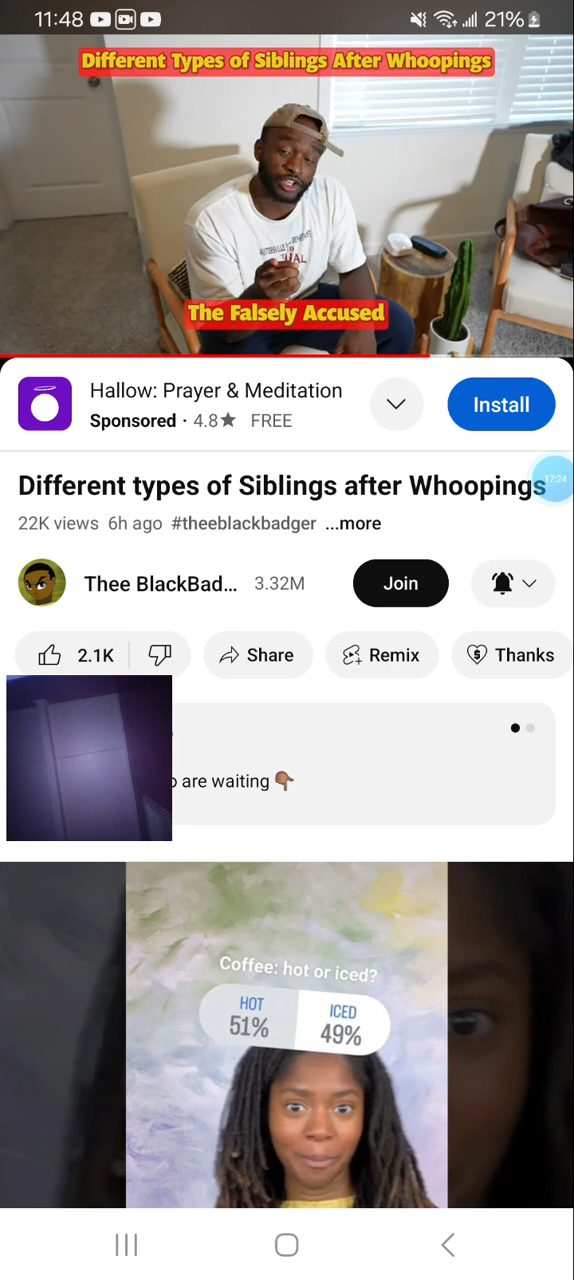 11:48
21%
Different Types of Siblings After Whoopings
The Falsely Accused
Hallow: Prayer & Meditation
Sponsored · 4.8★ FREE
Install
Different types of Siblings after Whoopings
17:24
22K views 6h ago #theeblackbadger ...more
Thee BlackBad... 3.32M
Join
2.1K
Share
Remix
Thanks
are waiting 👇🏾
Coffee: hot or iced?
HOT
51%
ICED
49%